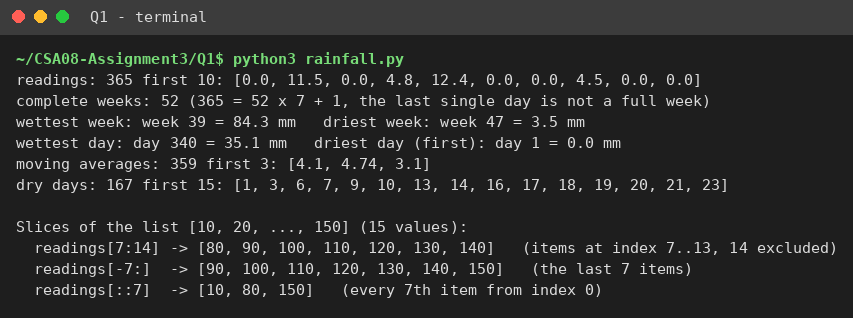 Q1 - terminal
~/CSA08-Assignment3/Q1$ python3 rainfall.py
readings: 365 first 10: [0.0, 11.5, 0.0, 4.8, 12.4, 0.0, 0.0, 4.5, 0.0, 0.0]
complete weeks: 52 (365 = 52 x 7 + 1, the last single day is not a full week)
wettest week: week 39 = 84.3 mm   driest week: week 47 = 3.5 mm
wettest day: day 340 = 35.1 mm   driest day (first): day 1 = 0.0 mm
moving averages: 359 first 3: [4.1, 4.74, 3.1]
dry days: 167 first 15: [1, 3, 6, 7, 9, 10, 13, 14, 16, 17, 18, 19, 20, 21, 23]
Slices of the list [10, 20, ..., 150] (15 values):
  readings[7:14] -> [80, 90, 100, 110, 120, 130, 140]   (items at index 7..13, 14 excluded)
  readings[-7:]  -> [90, 100, 110, 120, 130, 140, 150]   (the last 7 items)
  readings[::7]  -> [10, 80, 150]   (every 7th item from index 0)